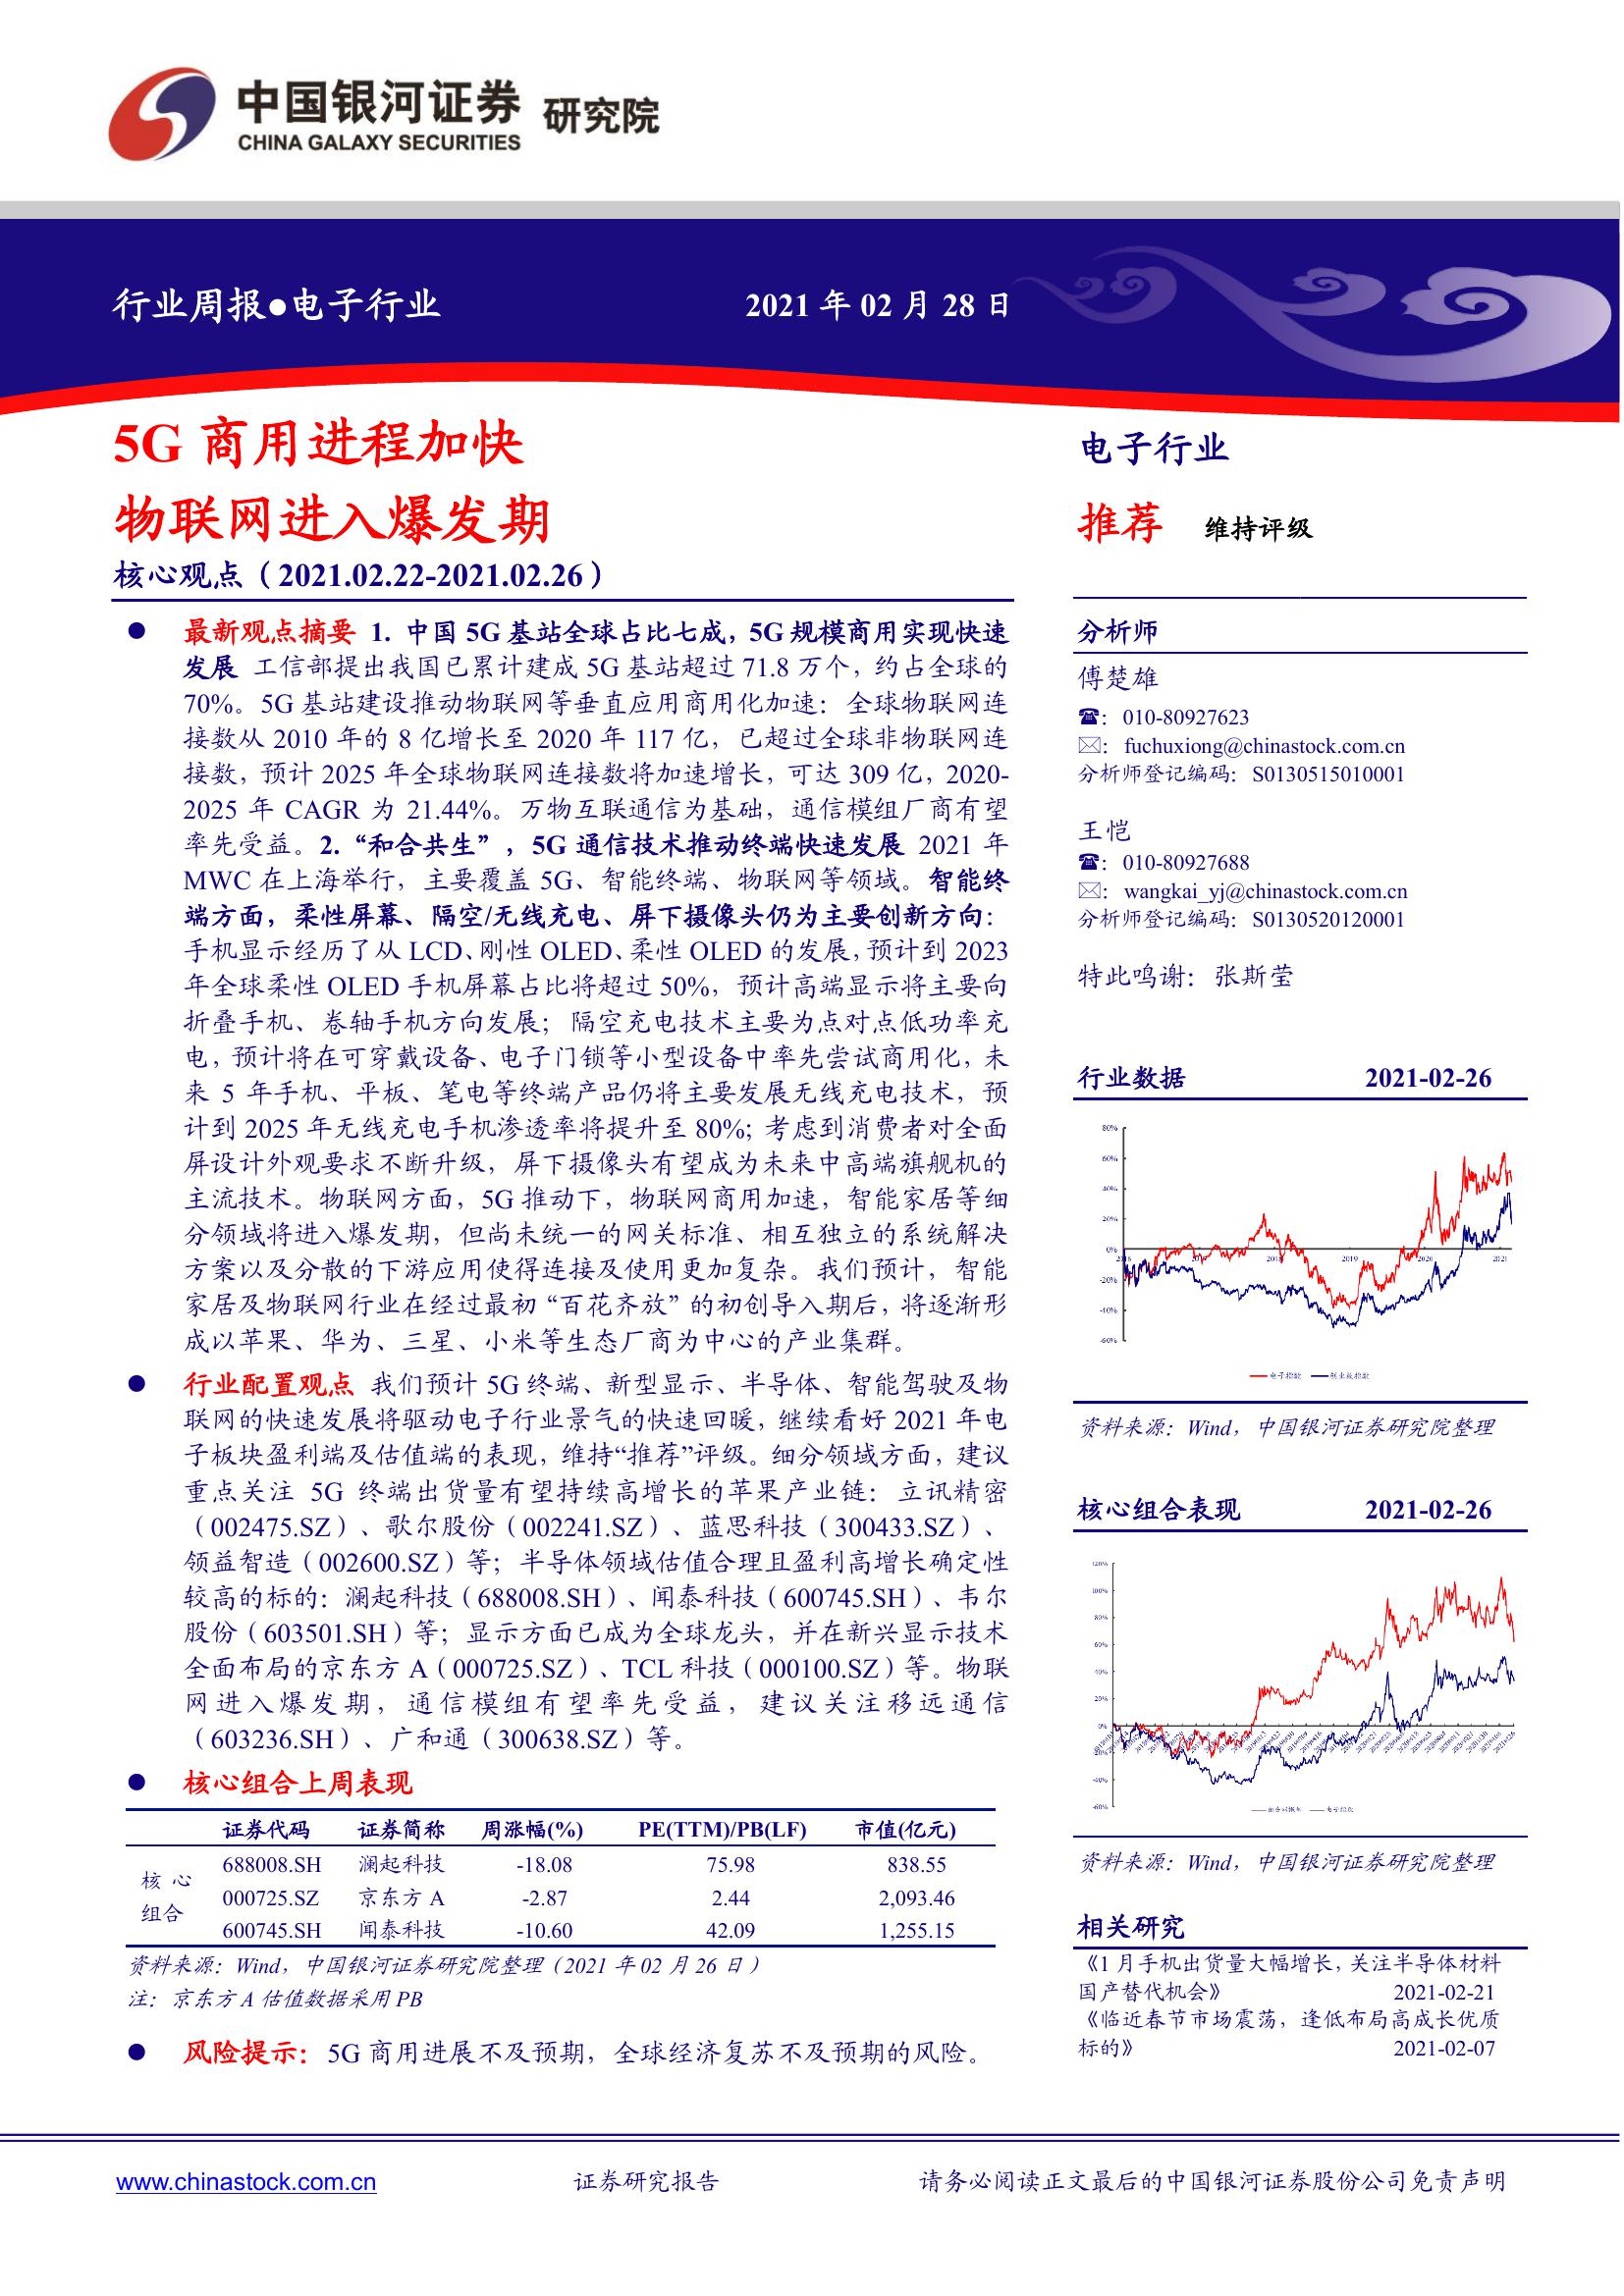 中国银河证券 研究院
CHINA GALAXY SECURITIES
行业周报●电子行业 2021 年 02 月 28 日
5G 商用进程加快
物联网进入爆发期
核心观点（2021.02.22-2021.02.26）
● 最新观点摘要 1. 中国 5G 基站全球占比七成，5G 规模商用实现快速
发展 工信部提出我国已累计建成 5G 基站超过 71.8 万个，约占全球的
70%。5G 基站建设推动物联网等垂直应用商用化加速：全球物联网连
接数从 2010 年的 8 亿增长至 2020 年 117 亿，已超过全球非物联网连
接数，预计 2025 年全球物联网连接数将加速增长，可达 309 亿，2020-
2025 年 CAGR 为 21.44%。万物互联通信为基础，通信模组厂商有望
率先受益。2.“和合共生”，5G 通信技术推动终端快速发展 2021 年
MWC 在上海举行，主要覆盖 5G、智能终端、物联网等领域。智能终
端方面，柔性屏幕、隔空/无线充电、屏下摄像头仍为主要创新方向：
手机显示经历了从 LCD、刚性 OLED、柔性 OLED 的发展，预计到 2023
年全球柔性 OLED 手机屏幕占比将超过 50%，预计高端显示将主要向
折叠手机、卷轴手机方向发展；隔空充电技术主要为点对点低功率充
电，预计将在可穿戴设备、电子门锁等小型设备中率先尝试商用化，未
来 5 年手机、平板、笔电等终端产品仍将主要发展无线充电技术，预
计到 2025 年无线充电手机渗透率将提升至 80%；考虑到消费者对全面
屏设计外观要求不断升级，屏下摄像头有望成为未来中高端旗舰机的
主流技术。物联网方面，5G 推动下，物联网商用加速，智能家居等细
分领域将进入爆发期，但尚未统一的网关标准、相互独立的系统解决
方案以及分散的下游应用使得连接及使用更加复杂。我们预计，智能
家居及物联网行业在经过最初“百花齐放”的初创导入期后，将逐渐形
成以苹果、华为、三星、小米等生态厂商为中心的产业集群。
● 行业配置观点 我们预计 5G 终端、新型显示、半导体、智能驾驶及物
联网的快速发展将驱动电子行业景气的快速回暖，继续看好 2021 年电
子板块盈利端及估值端的表现，维持“推荐”评级。细分领域方面，建议
重点关注 5G 终端出货量有望持续高增长的苹果产业链：立讯精密
（002475.SZ）、歌尔股份（002241.SZ）、蓝思科技（300433.SZ）、
领益智造（002600.SZ）等；半导体领域估值合理且盈利高增长确定性
较高的标的：澜起科技（688008.SH）、闻泰科技（600745.SH）、韦尔
股份（603501.SH）等；显示方面已成为全球龙头，并在新兴显示技术
全面布局的京东方 A（000725.SZ）、TCL 科技（000100.SZ）等。物联
网进入爆发期，通信模组有望率先受益，建议关注移远通信
（603236.SH）、广和通（300638.SZ）等。
● 核心组合上周表现
证券代码 证券简称 周涨幅(%) PE(TTM)/PB(LF) 市值(亿元)
核心
组合
688008.SH 澜起科技 -18.08 75.98 838.55
000725.SZ 京东方 A -2.87 2.44 2,093.46
600745.SH 闻泰科技 -10.60 42.09 1,255.15
资料来源：Wind，中国银河证券研究院整理（2021 年 02 月 26 日）
注：京东方 A 估值数据采用 PB
● 风险提示：5G 商用进展不及预期，全球经济复苏不及预期的风险。
电子行业
推荐 维持评级
分析师
傅楚雄
☎：010-80927623
✉：fuchuxiong@chinastock.com.cn
分析师登记编码：S0130515010001
王恺
☎：010-80927688
✉：wangkai_yj@chinastock.com.cn
分析师登记编码：S0130520120001
特此鸣谢：张斯莹
行业数据 2021-02-26
80%
60%
40%
20%
0%
-20%
-40%
-60%
2019 2020 2021
电子指数 创业板指数
资料来源：Wind，中国银河证券研究院整理
核心组合表现 2021-02-26
120%
100%
80%
60%
40%
20%
0%
-20%
-40%
-60%
资料来源：Wind，中国银河证券研究院整理
相关研究
《1 月手机出货量大幅增长，关注半导体材料
国产替代机会》 2021-02-21
《临近春节市场震荡，逢低布局高成长优质
标的》 2021-02-07
www.chinastock.com.cn 证券研究报告 请务必阅读正文最后的中国银河证券股份公司免责声明